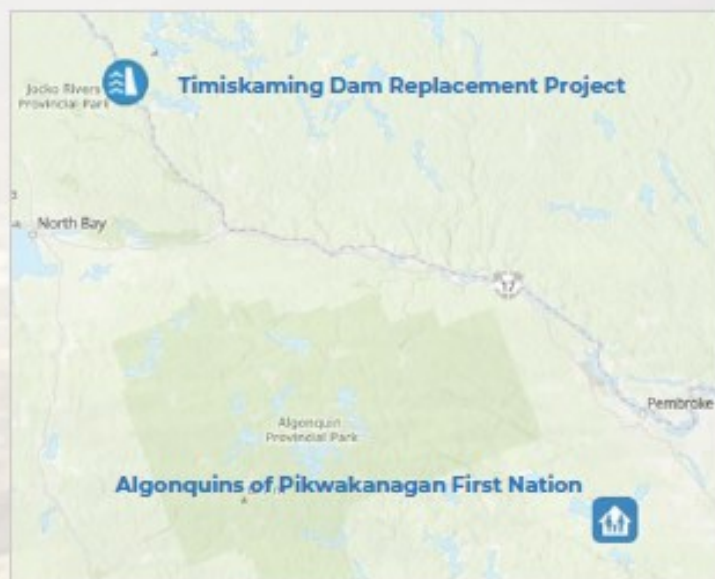 Jocko Rivers
Provincial Park
Timiskaming Dam Replacement Project
North Bay
17
Pembroke
Algonquin
Provincial Park
Algonquins of Pikwakanagan First Nation